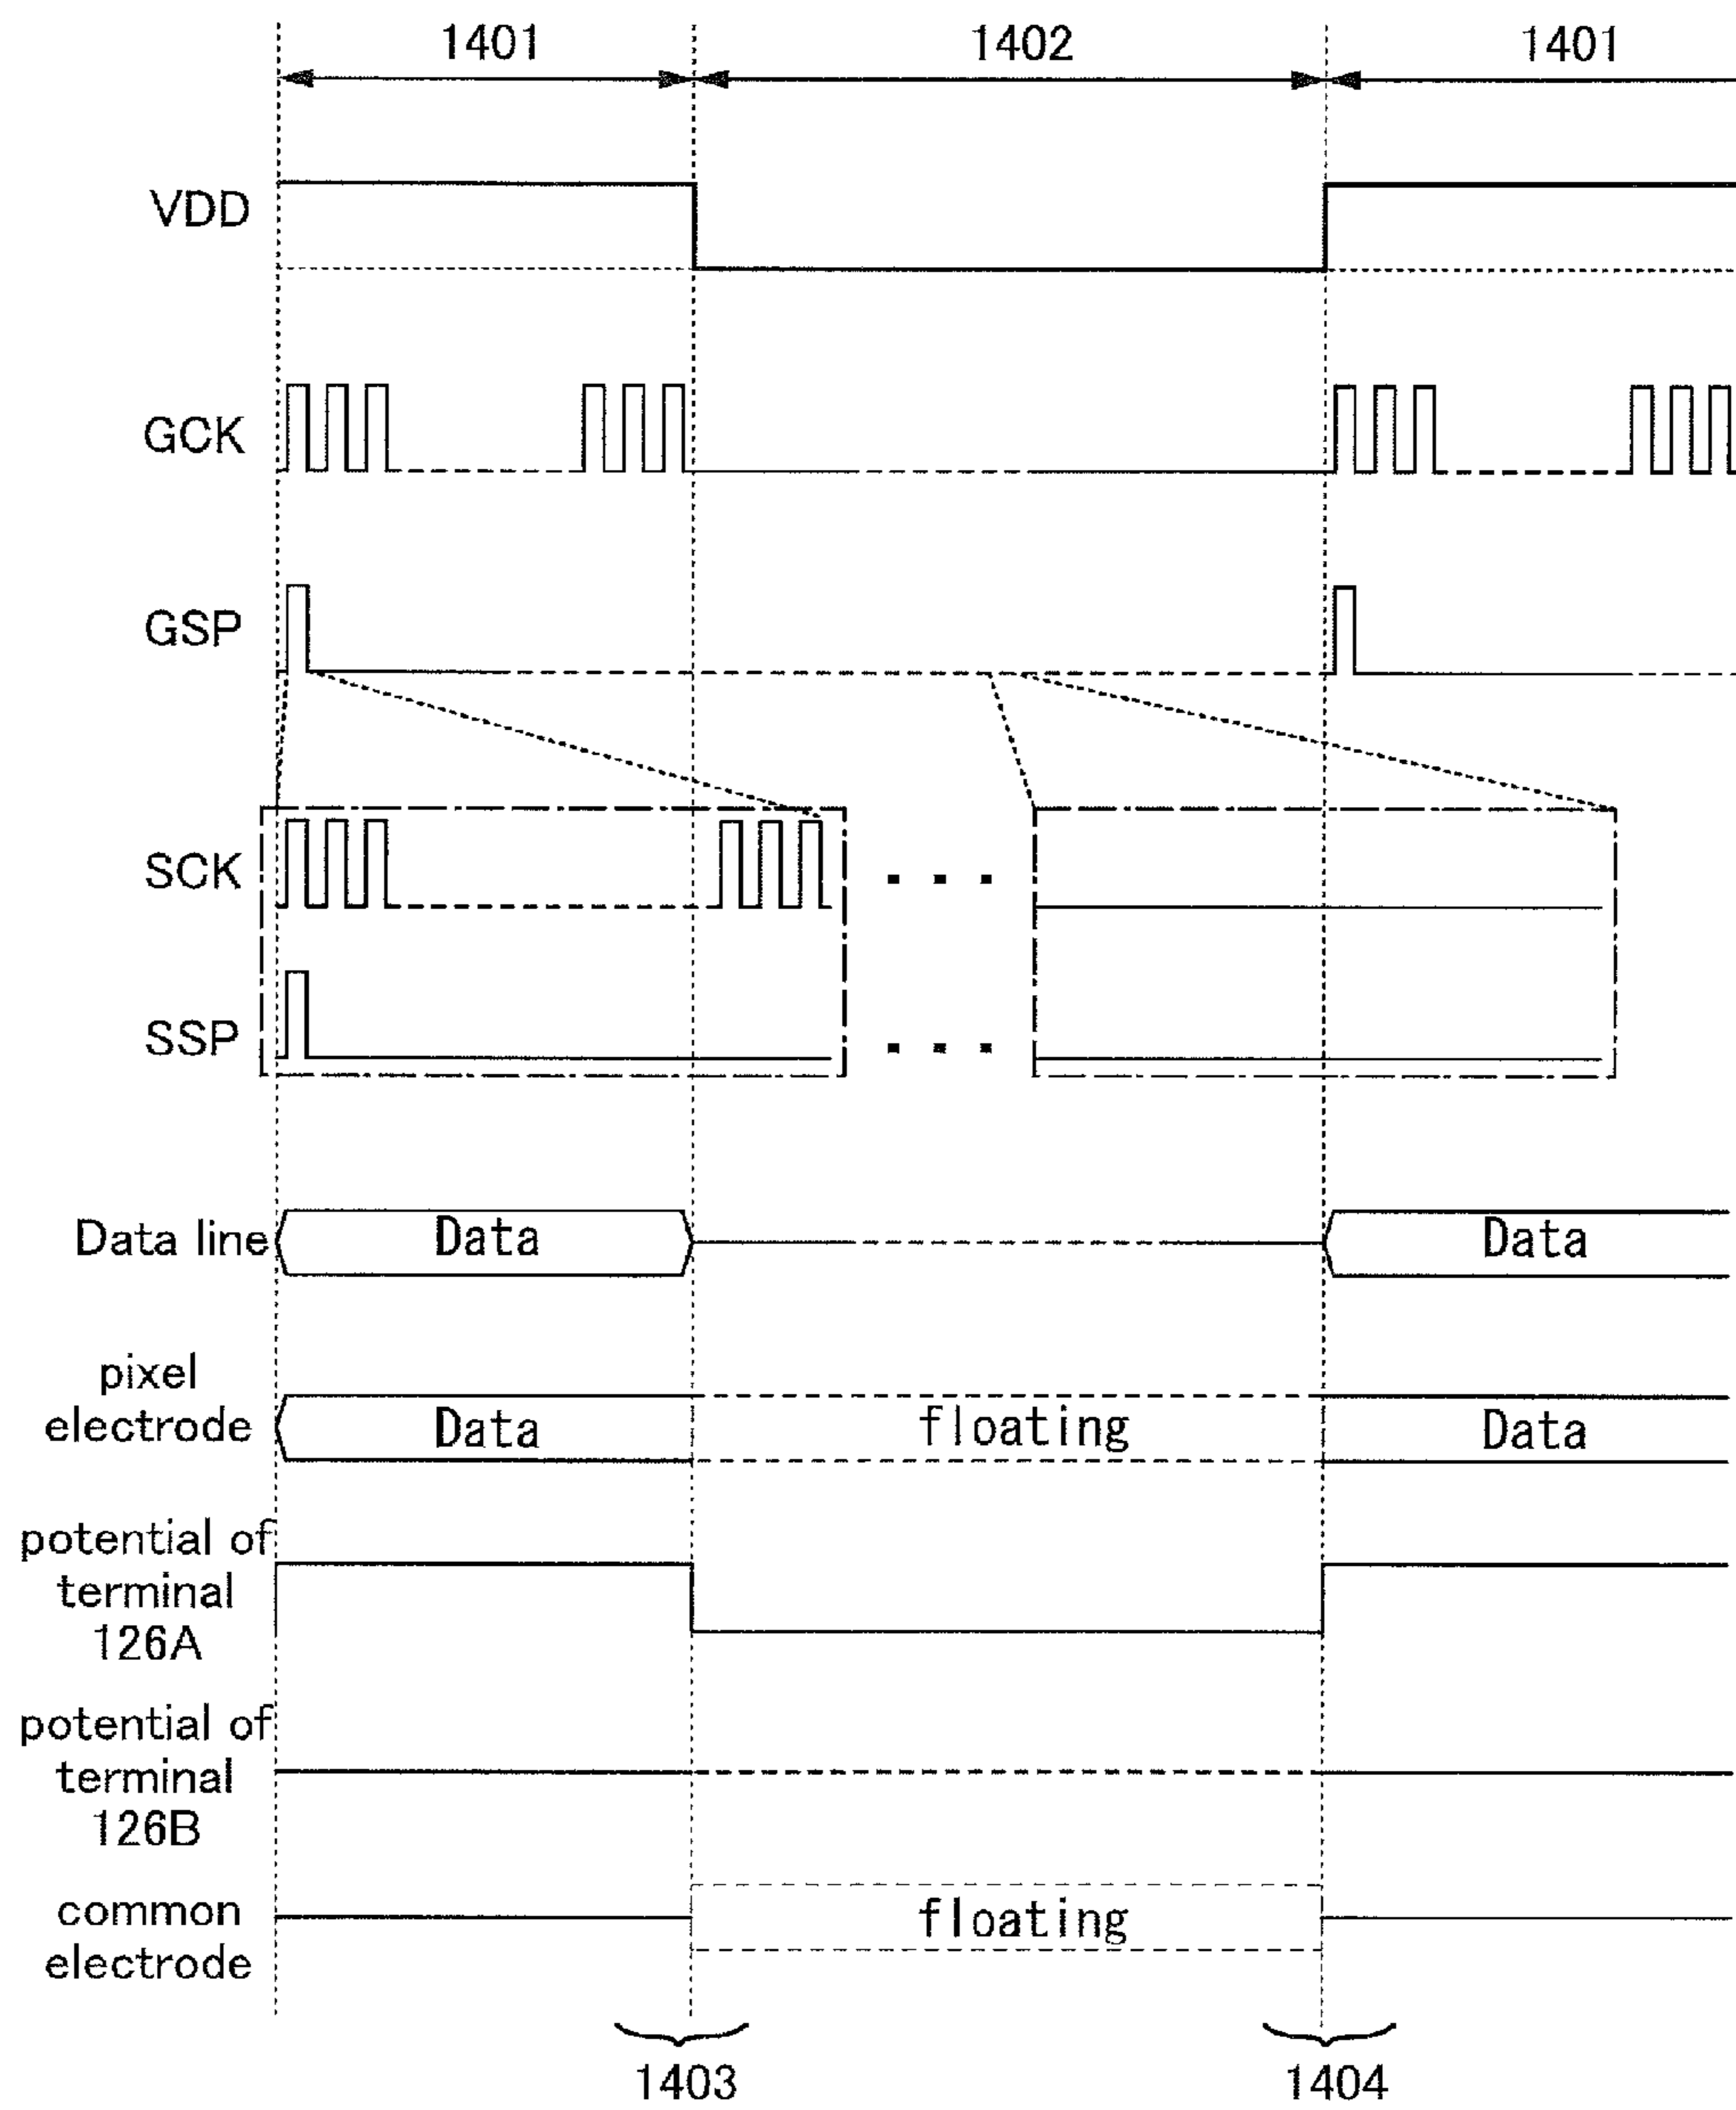 1401 1402 1401
VDD
GCK
GSP
SCK
. . .
SSP
. . .
Data line
Data
Data
pixel
electrode
Data
floating
Data
potential of
terminal
126A
potential of
terminal
126B
common
electrode
floating
1403 1404